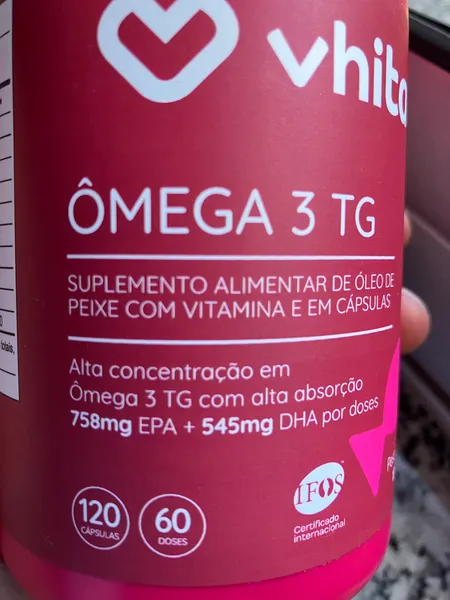 vhita
ÔMEGA 3 TG
SUPLEMENTO ALIMENTAR DE ÓLEO DE
PEIXE COM VITAMINA E EM CÁPSULAS
Alta concentração em
Ômega 3 TG com alta absorção
758mg EPA + 545mg DHA por doses
120
CÁPSULAS
60
DOSES
IFOS
Certificado
internacional